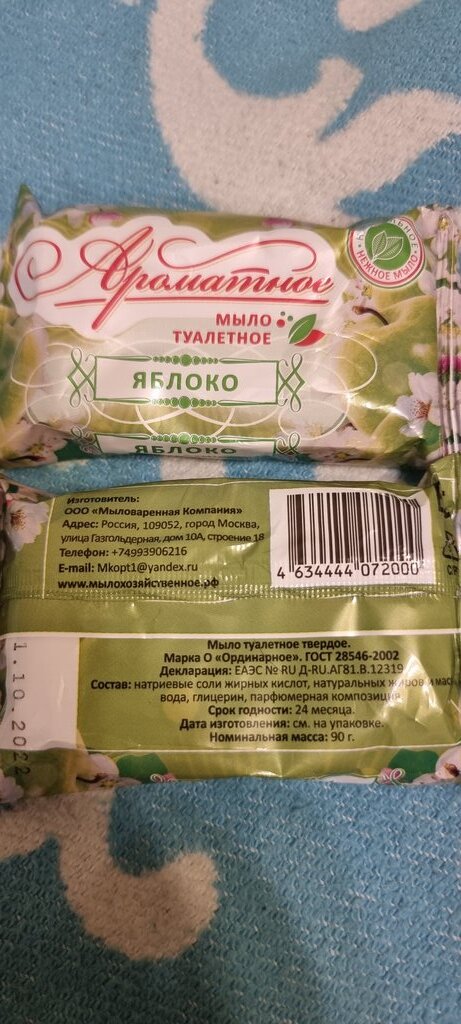 Ароматное
НЕЖНОЕ МЫЛО
МЫЛО
ТУАЛЕТНОЕ
ЯБЛОКО
ЯБЛОКО
Изготовитель:
ООО «Мыловаренная Компания»
Адрес: Россия, 109052, город Москва,
улица Газгольдерная, дом 10А, строение 18
Телефон: +74993906216
E-mail: Mkopt1@yandex.ru
www.мылохозяйственное.рф
4 634444 072000
Мыло туалетное твердое.
Марка О «Ординарное». ГОСТ 28546-2002
Декларация: ЕАЭС № RU Д-RU.АГ81.В.12319
Состав: натриевые соли жирных кислот, натуральных жиров и
вода, глицерин, парфюмерная композиция.
Срок годности: 24 месяца.
Дата изготовления: см. на упаковке.
Номинальная масса: 90 г.
1.10.2022